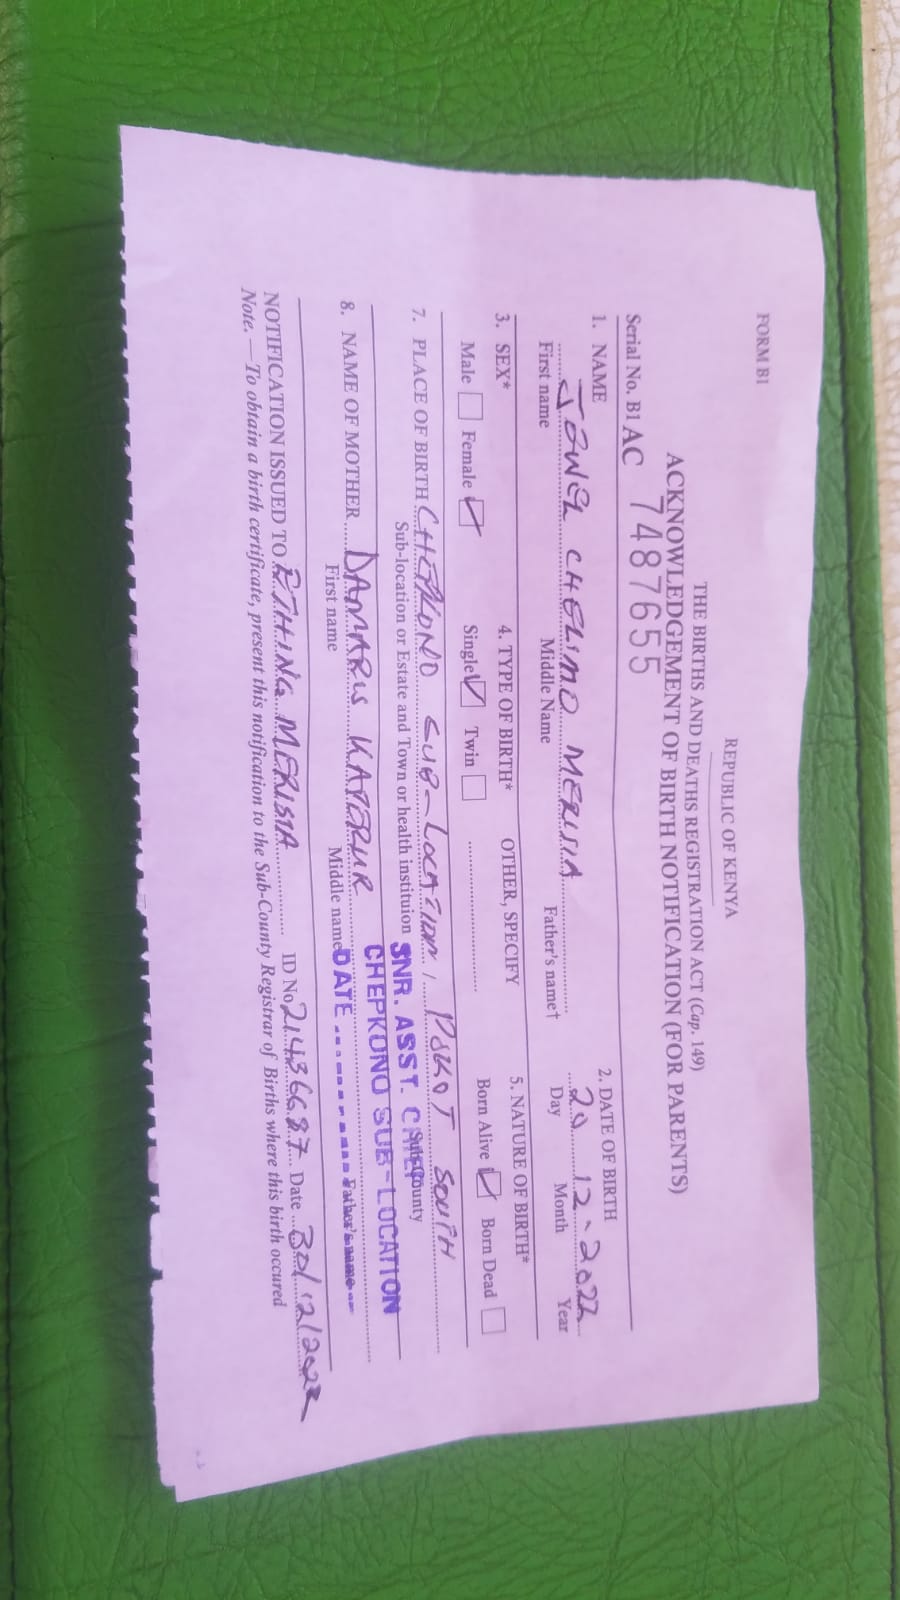 FORM B1
REPUBLIC OF KENYA
THE BIRTHS AND DEATHS REGISTRATION ACT (Cap. 149)
ACKNOWLEDGEMENT OF BIRTH NOTIFICATION (FOR PARENTS)
Serial No. B1 AC 7487655
1. NAME 2. DATE OF BIRTH
JOWEL CHELIMO MERISIA 20 12-2022
First name Middle Name Father's name† Day Month Year
3. SEX* 4. TYPE OF BIRTH* OTHER, SPECIFY 5. NATURE OF BIRTH*
Male Female Single Twin Born Alive Born Dead
7. PLACE OF BIRTH CHEPKONO SUB-LOCATION, POKOT SOUTH
Sub-location or Estate and Town or health instituion Sub-County
SNR. ASST. CHIEF
CHEPKONO SUB-LOCATION
DATE
8. NAME OF MOTHER DAMARIS KAPERUR
First name Middle name Father's name
NOTIFICATION ISSUED TO MERISIA ID No 21436687 Date 30/12/2022
Note.—To obtain a birth certificate, present this notification to the Sub-County Registrar of Births where this birth occured